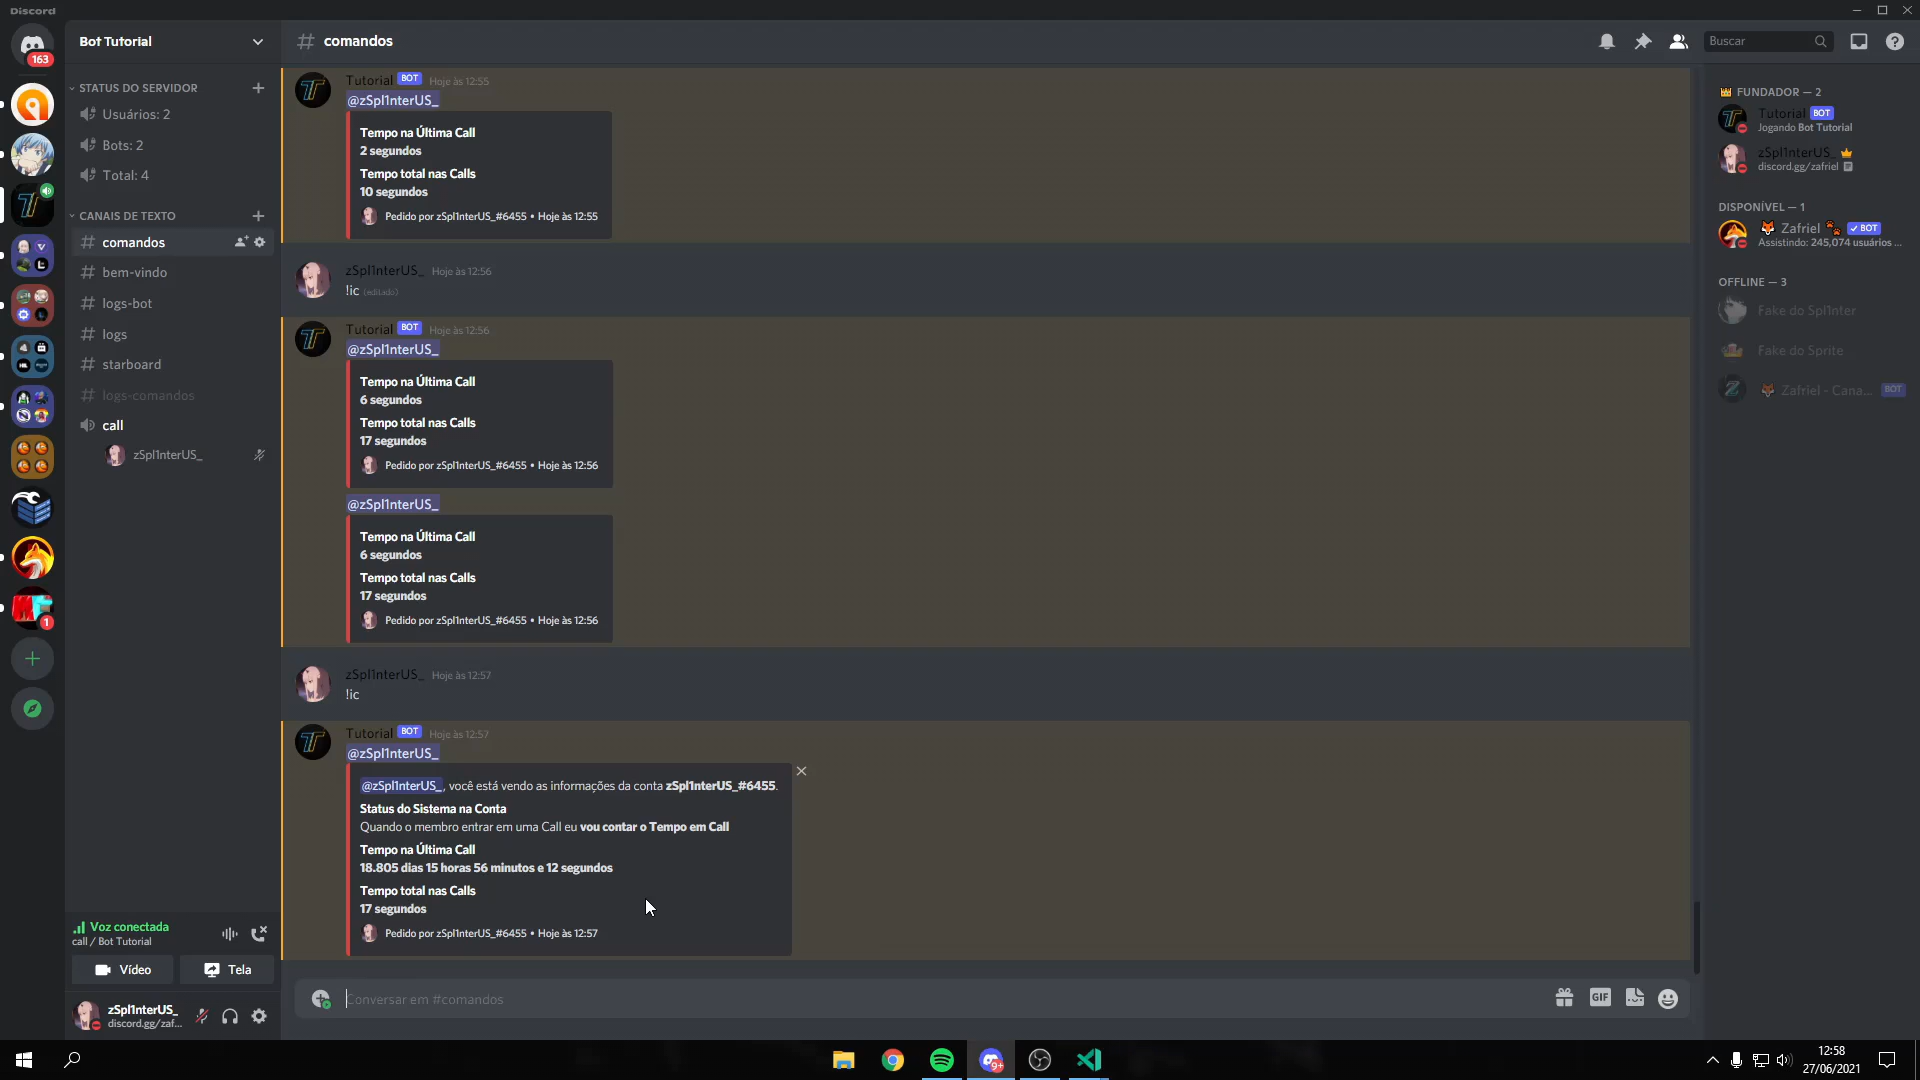 Discord
163
Bot Tutorial
STATUS DO SERVIDOR
Usuários: 2
Bots: 2
Total: 4
CANAIS DE TEXTO
comandos
bem-vindo
logs-bot
logs
starboard
logs-comandos
call
zSpl1nterUS_
1
Voz conectada
call / Bot Tutorial
Vídeo
Tela
zSpl1nterUS_
discord.gg/zaf...
comandos
Buscar
Tutorial BOT Hoje às 12:55
@zSpl1nterUS_
Tempo na Última Call
2 segundos
Tempo total nas Calls
10 segundos
Pedido por zSpl1nterUS_#6455 • Hoje às 12:55
zSpl1nterUS_ Hoje às 12:56
!ic (editado)
Tutorial BOT Hoje às 12:56
@zSpl1nterUS_
Tempo na Última Call
6 segundos
Tempo total nas Calls
17 segundos
Pedido por zSpl1nterUS_#6455 • Hoje às 12:56
@zSpl1nterUS_
Tempo na Última Call
6 segundos
Tempo total nas Calls
17 segundos
Pedido por zSpl1nterUS_#6455 • Hoje às 12:56
zSpl1nterUS_ Hoje às 12:57
!ic
Tutorial BOT Hoje às 12:57
@zSpl1nterUS_
@zSpl1nterUS_, você está vendo as informações da conta zSpl1nterUS_#6455.
Status do Sistema na Conta
Quando o membro entrar em uma Call eu vou contar o Tempo em Call
Tempo na Última Call
18.805 dias 15 horas 56 minutos e 12 segundos
Tempo total nas Calls
17 segundos
Pedido por zSpl1nterUS_#6455 • Hoje às 12:57
Conversar em #comandos
GIF
FUNDADOR — 2
Tutorial BOT
Jogando Bot Tutorial
zSpl1nterUS_
discord.gg/zafriel
DISPONÍVEL — 1
Zafriel BOT
Assistindo: 245,074 usuários ...
OFFLINE — 3
Fake do Spl1nter
Fake do Sprite
Zafriel - Cana... BOT
9+
12:58
27/06/2021